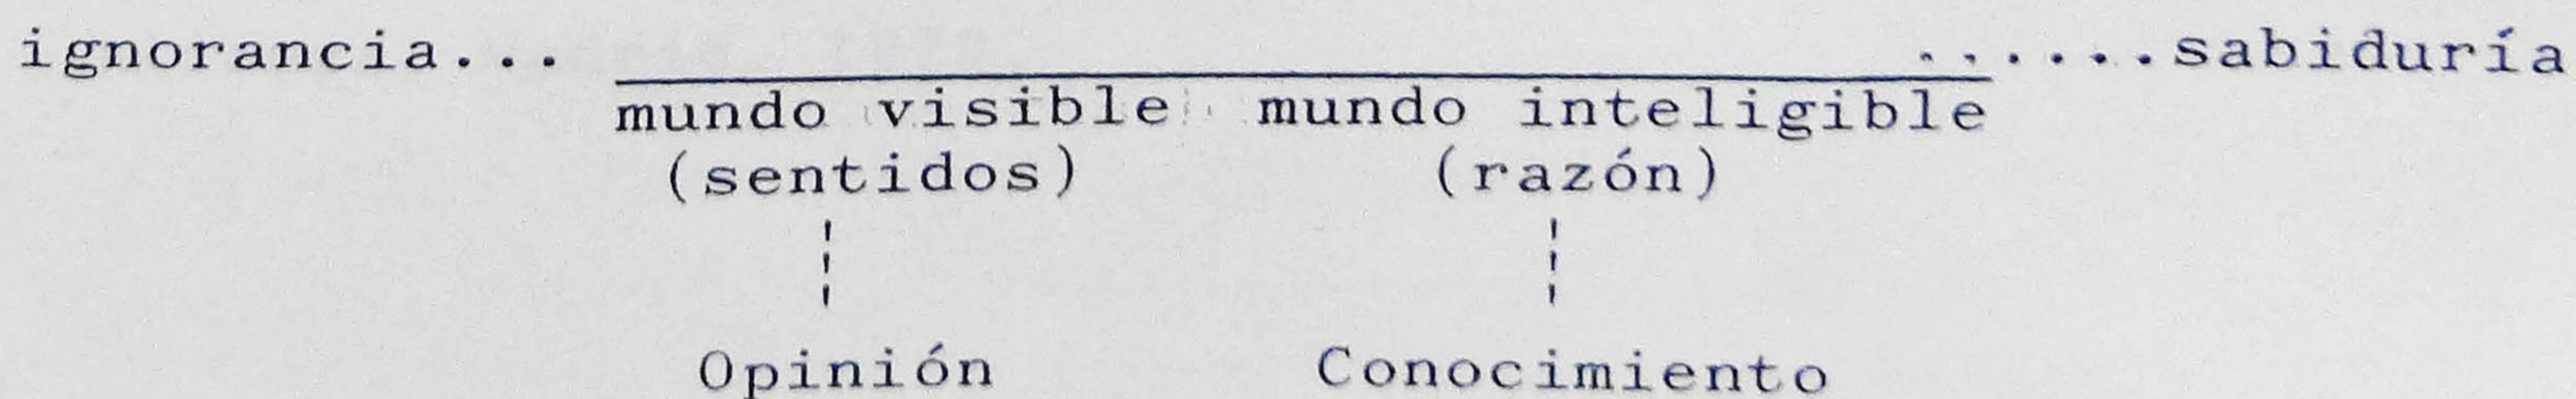 ignorancia... ......sabiduría
mundo visible mundo inteligible
(sentidos) (razón)
Opinión Conocimiento